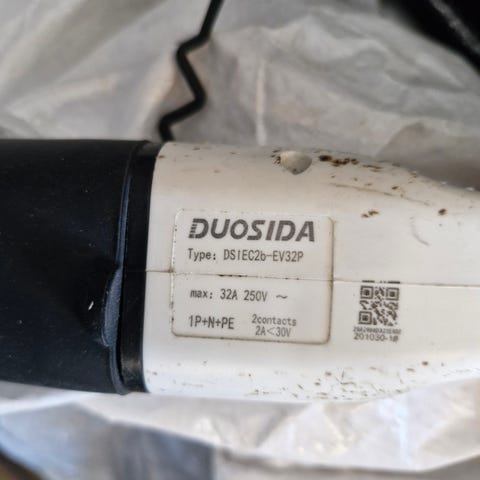 DUOSIDA
Type: DSIEC2b-EV32P
max: 32A 250V ~
1P+N+PE
2contacts
2A<30V
201030-18